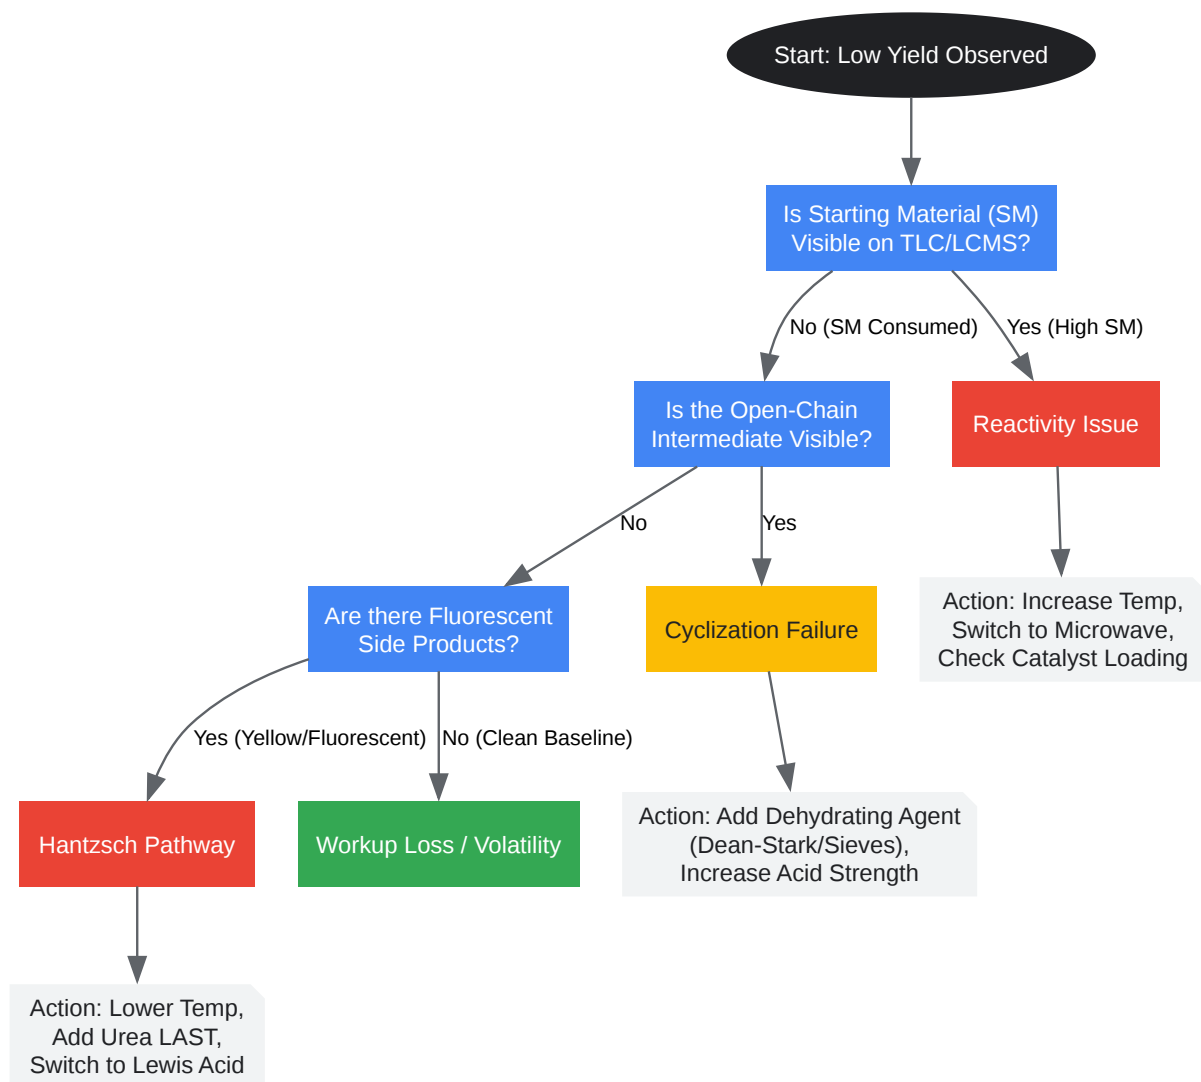 Start: Low Yield Observed
Is Starting Material (SM)
Visible on TLC/LCMS?
No (SM Consumed)
Yes (High SM)
Is the Open-Chain
Intermediate Visible?
Reactivity Issue
No
Yes
Action: Increase Temp,
Switch to Microwave,
Check Catalyst Loading
Are there Fluorescent
Side Products?
Cyclization Failure
Yes (Yellow/Fluorescent)
No (Clean Baseline)
Action: Add Dehydrating Agent
(Dean-Stark/Sieves),
Increase Acid Strength
Hantzsch Pathway
Workup Loss / Volatility
Action: Lower Temp,
Add Urea LAST,
Switch to Lewis Acid